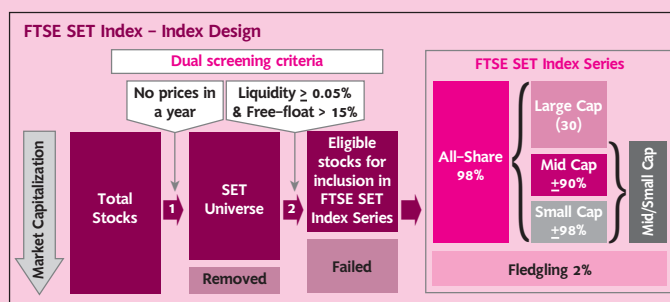 FTSE SET Index – Index Design
Dual screening criteria
No prices in
a year
Liquidity ≥ 0.05%
& Free–float > 15%
Market Capitalization
Total
Stocks
1
SET
Universe
Removed
2
Eligible
stocks for
inclusion in
FTSE SET
Index Series
Failed
FTSE SET Index Series
All–Share
98%
Large Cap
(30)
Mid Cap
±90%
Small Cap
±98%
Mid/Small Cap
Fledgling 2%